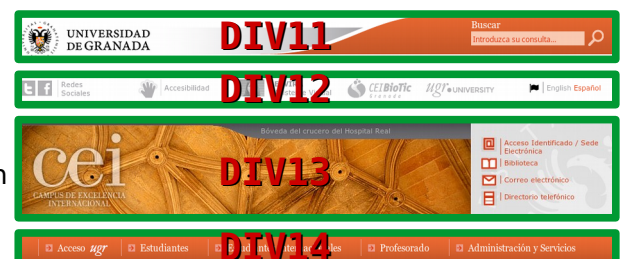 UNIVERSIDAD
DE GRANADA
DIV11
Buscar
Introduzca su consulta...
Redes
Sociales
Accesibilidad
DIV12
CEIBioTic
Granada
ugr UNIVERSITY
English Español
Bóveda del crucero del Hospital Real
cei
CAMPUS DE EXCELENCIA
INTERNACIONAL
DIV13
Acceso Identificado / Sede
Electrónica
Biblioteca
Correo electrónico
Directorio telefónico
n
DIV14
Acceso ugr
Estudiantes
Profesorado
Administración y Servicios